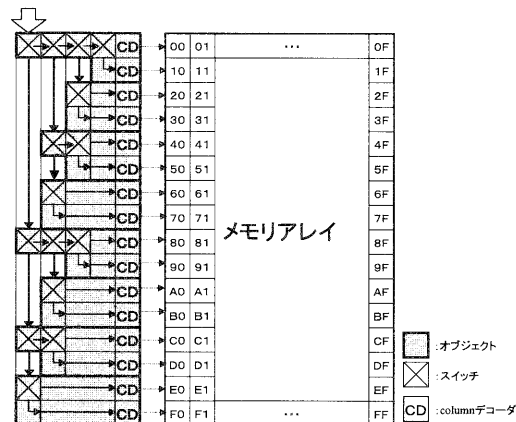 CD 00 01 ... 0F
CD 10 11 1F
CD 20 21 2F
CD 30 31 3F
CD 40 41 4F
CD 50 51 5F
CD 60 61 6F
CD 70 71 7F
メモリアレイ
CD 80 81 8F
CD 90 91 9F
CD A0 A1 AF
CD B0 B1 BF
CD C0 C1 CF
CD D0 D1 DF
CD E0 E1 EF
CD F0 F1 ... FF
:オブジェクト
:スイッチ
CD :columnデコーダ